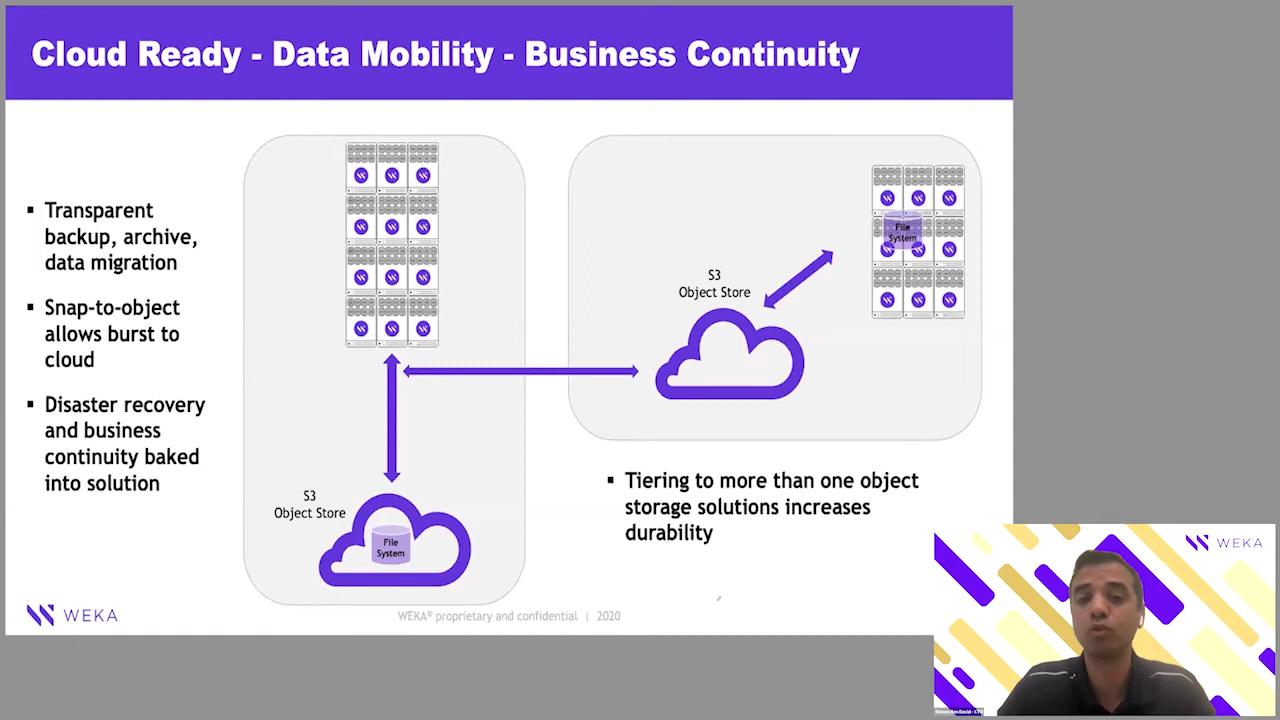 Cloud Ready - Data Mobility - Business Continuity
▪ Transparent
backup, archive,
data migration
▪ Snap-to-object
allows burst to
cloud
▪ Disaster recovery
and business
continuity baked
into solution
S3
Object Store
File
System
S3
Object Store
File
System
▪ Tiering to more than one object
storage solutions increases
durability
WEKA
WEKA® proprietary and confidential | 2020
WEKA